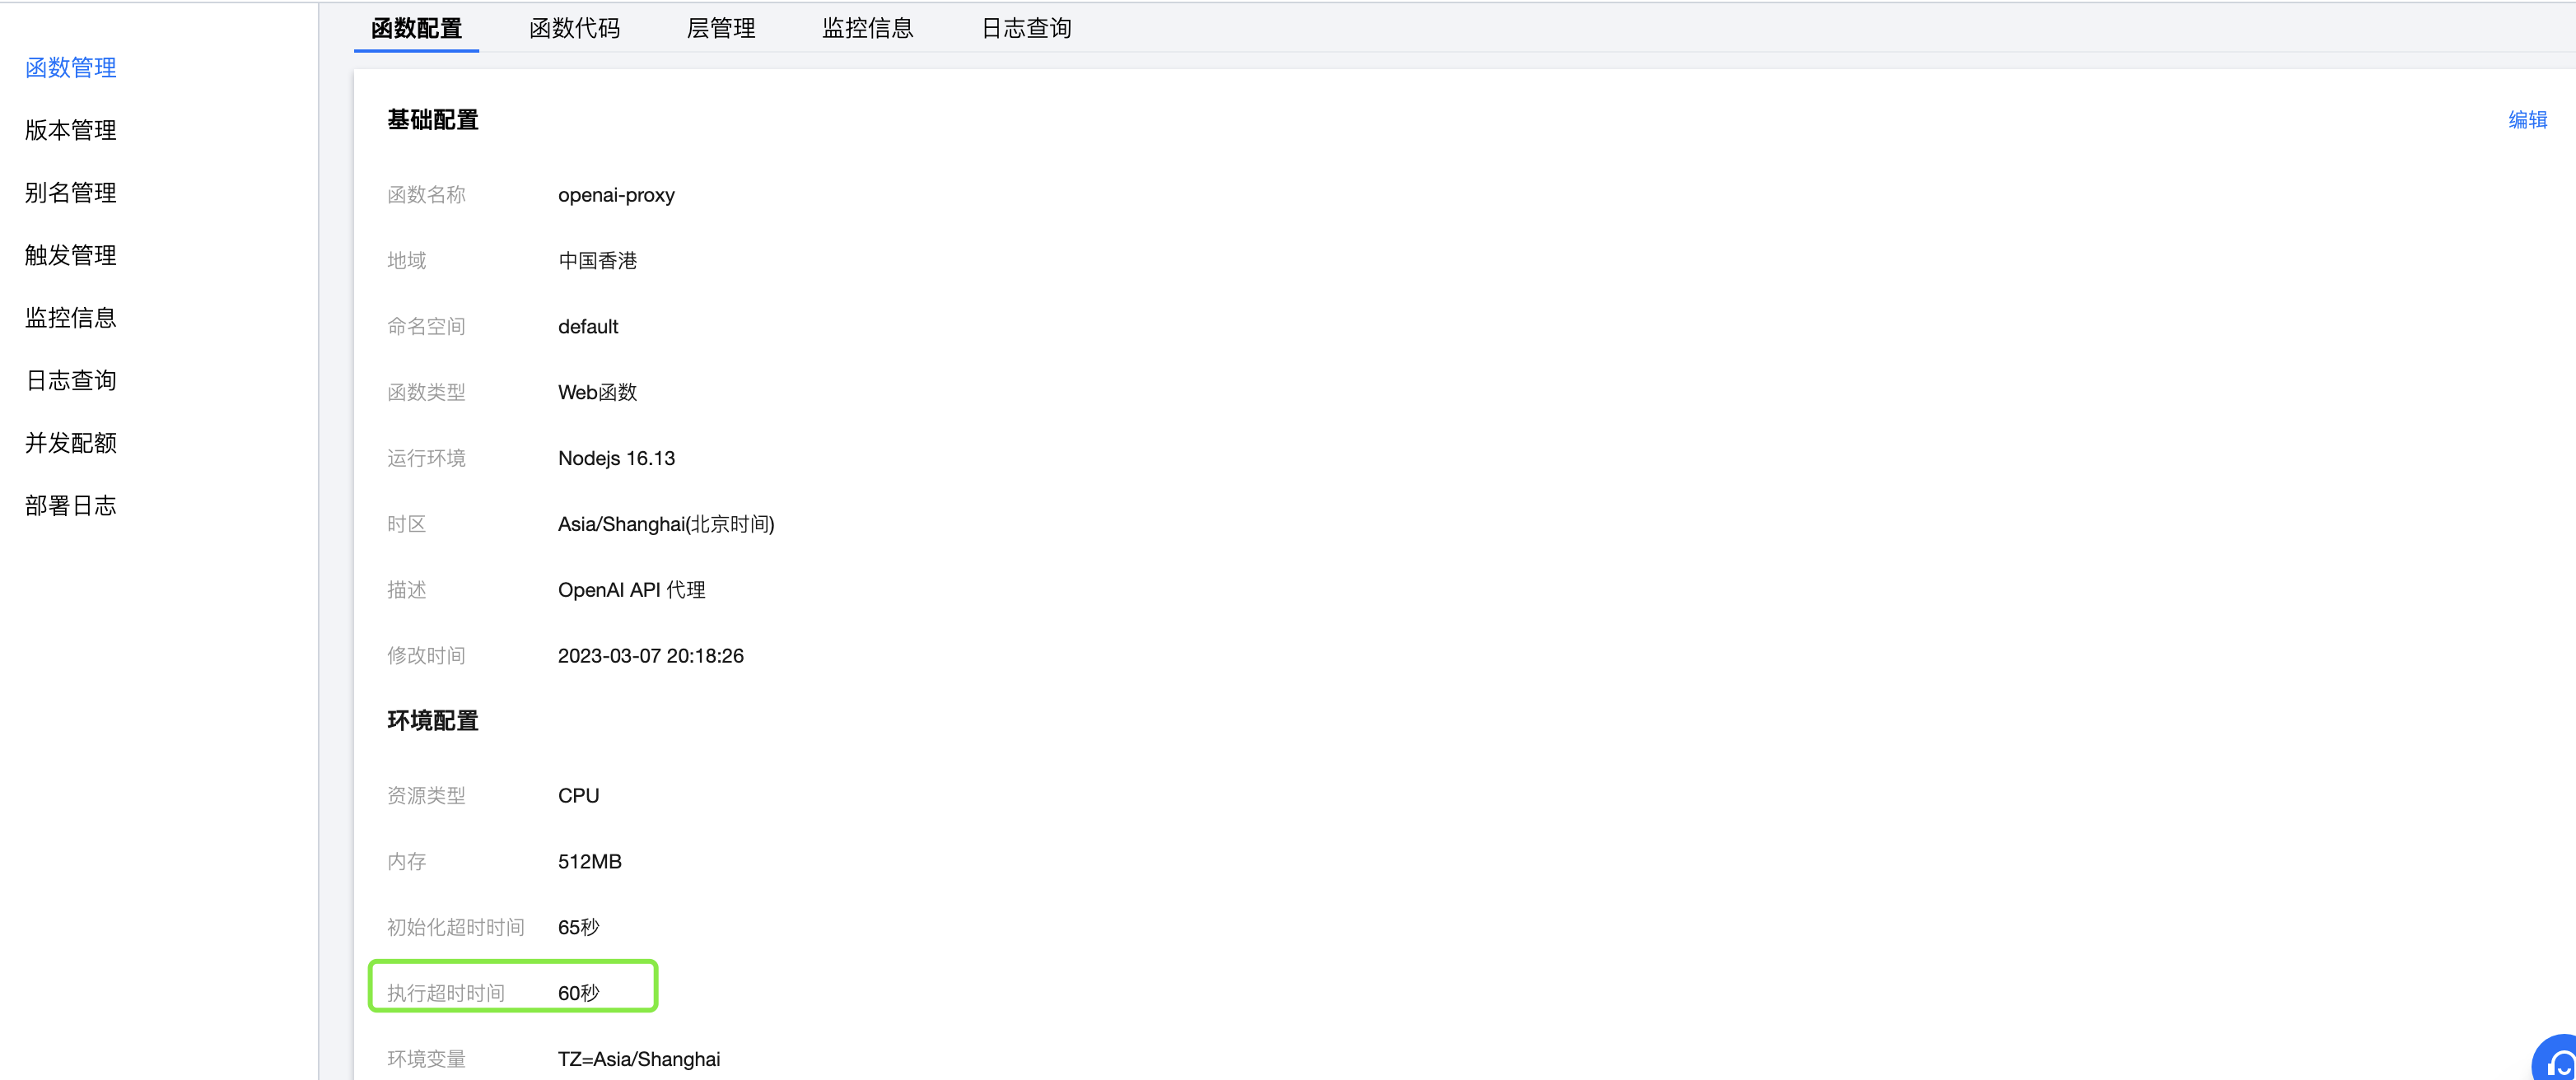 函数配置 函数代码 层管理 监控信息 日志查询
函数管理
版本管理
别名管理
触发管理
监控信息
日志查询
并发配额
部署日志
基础配置 编辑
函数名称 openai-proxy
地域 中国香港
命名空间 default
函数类型 Web函数
运行环境 Nodejs 16.13
时区 Asia/Shanghai(北京时间)
描述 OpenAI API 代理
修改时间 2023-03-07 20:18:26
环境配置
资源类型 CPU
内存 512MB
初始化超时时间 65秒
执行超时时间 60秒
环境变量 TZ=Asia/Shanghai